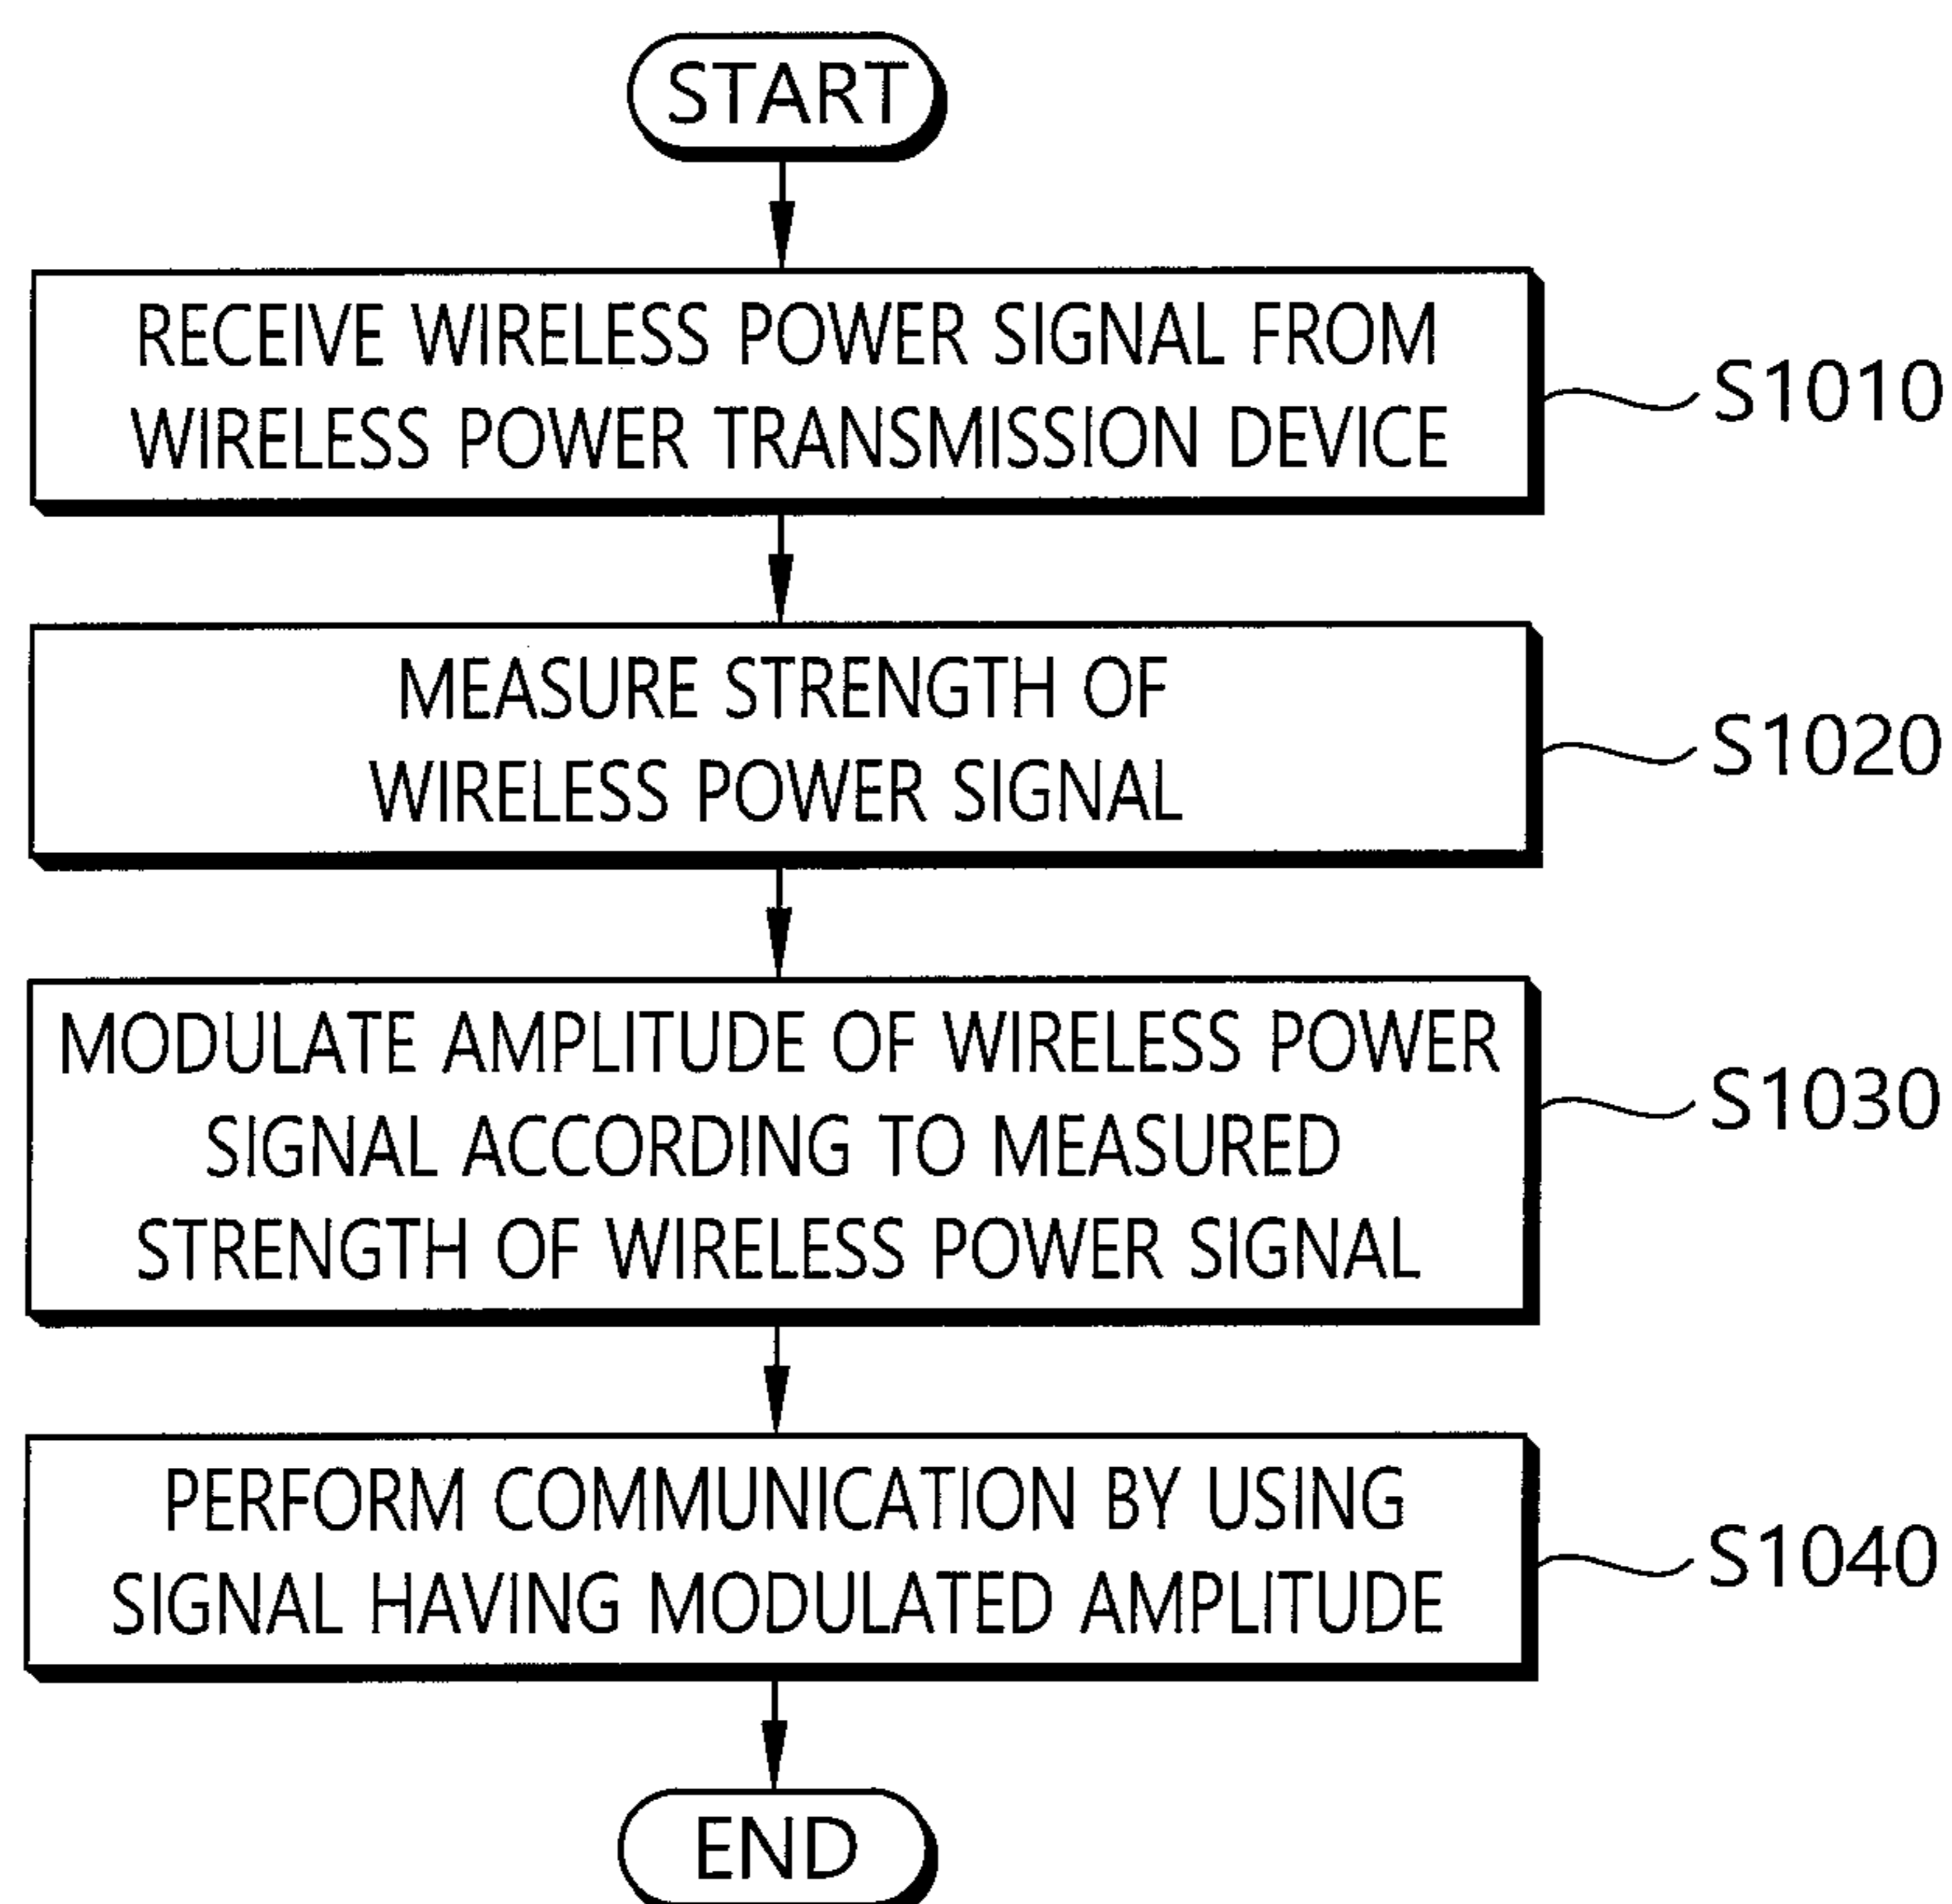 START
RECEIVE WIRELESS POWER SIGNAL FROM
WIRELESS POWER TRANSMISSION DEVICE
S1010
MEASURE STRENGTH OF
WIRELESS POWER SIGNAL
S1020
MODULATE AMPLITUDE OF WIRELESS POWER
SIGNAL ACCORDING TO MEASURED
STRENGTH OF WIRELESS POWER SIGNAL
S1030
PERFORM COMMUNICATION BY USING
SIGNAL HAVING MODULATED AMPLITUDE
S1040
END